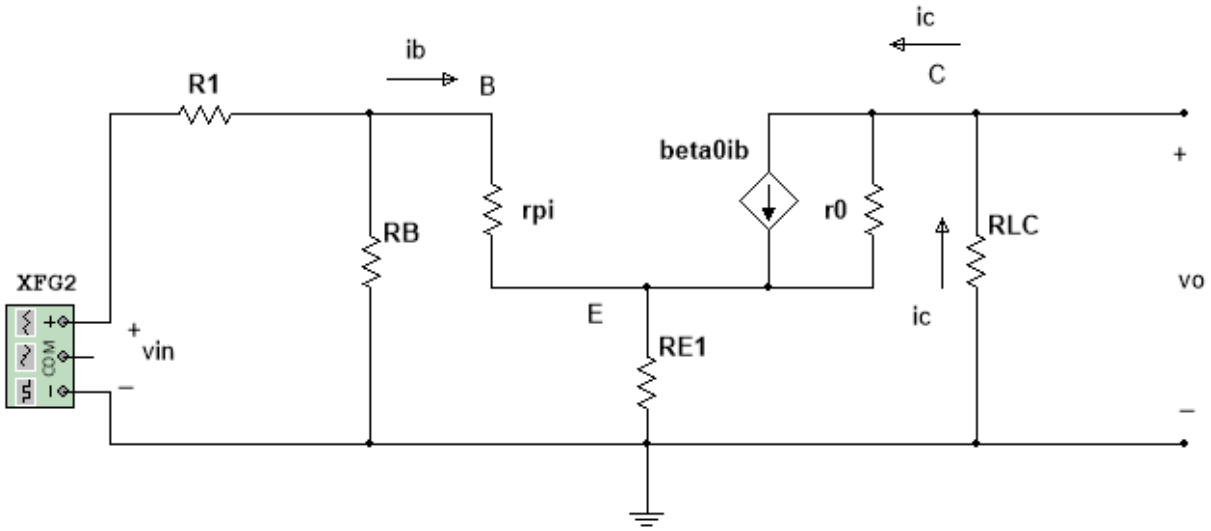 ic
ib
C
R1
B
beta0ib
+
rpi
r0
RLC
RB
XFG2
vo
+
+
E
ic
COM
vin
RE1
−
−
−